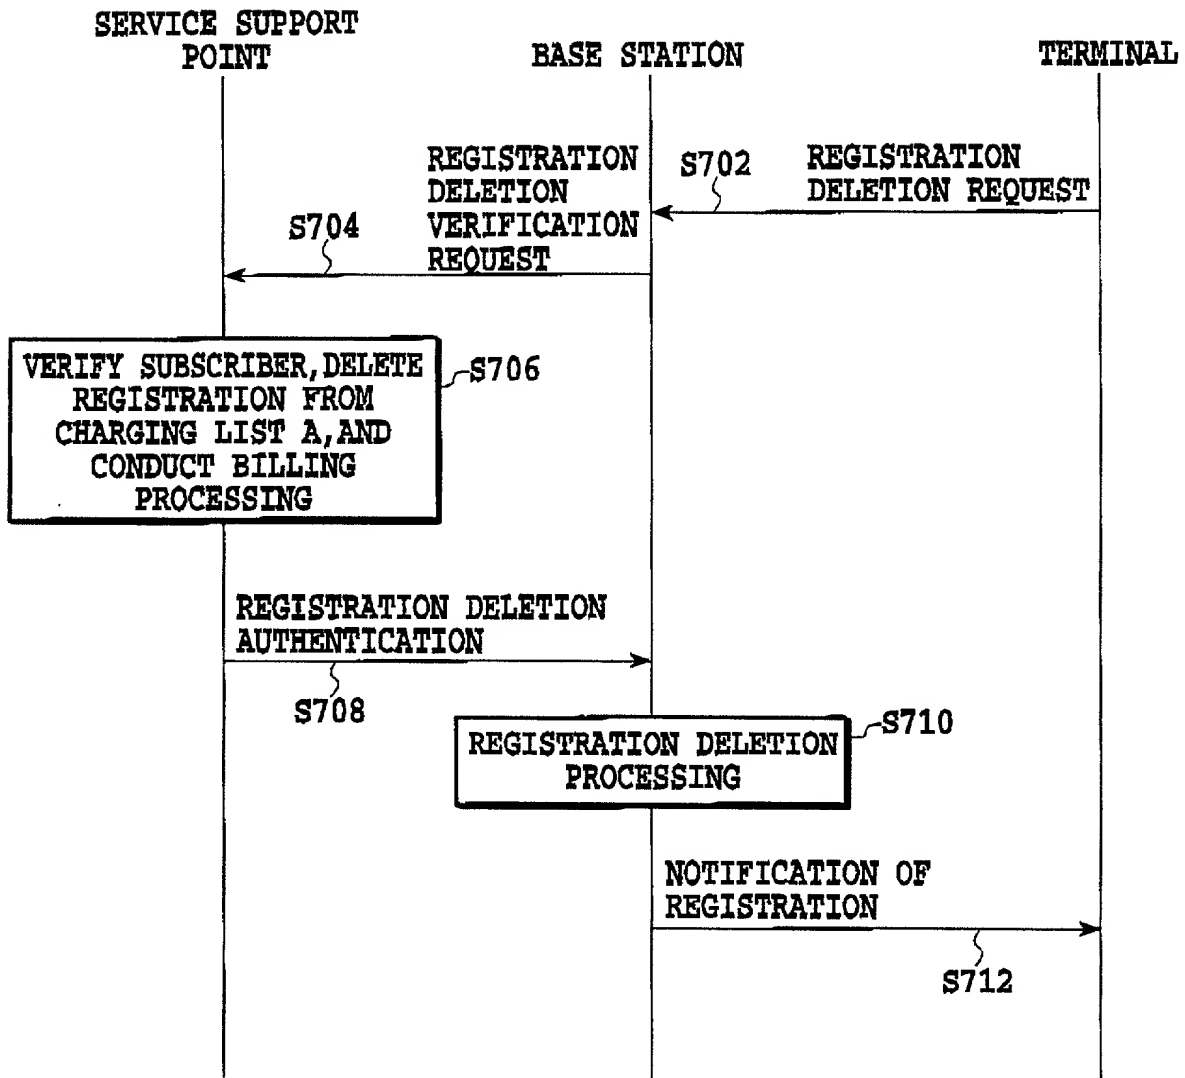 SERVICE SUPPORT
POINT
BASE STATION
TERMINAL
REGISTRATION
DELETION
VERIFICATION
REQUEST
S702
REGISTRATION
DELETION REQUEST
S704
VERIFY SUBSCRIBER,DELETE
REGISTRATION FROM
CHARGING LIST A,AND
CONDUCT BILLING
PROCESSING
S706
REGISTRATION DELETION
AUTHENTICATION
S708
REGISTRATION DELETION
PROCESSING
S710
NOTIFICATION OF
REGISTRATION
S712